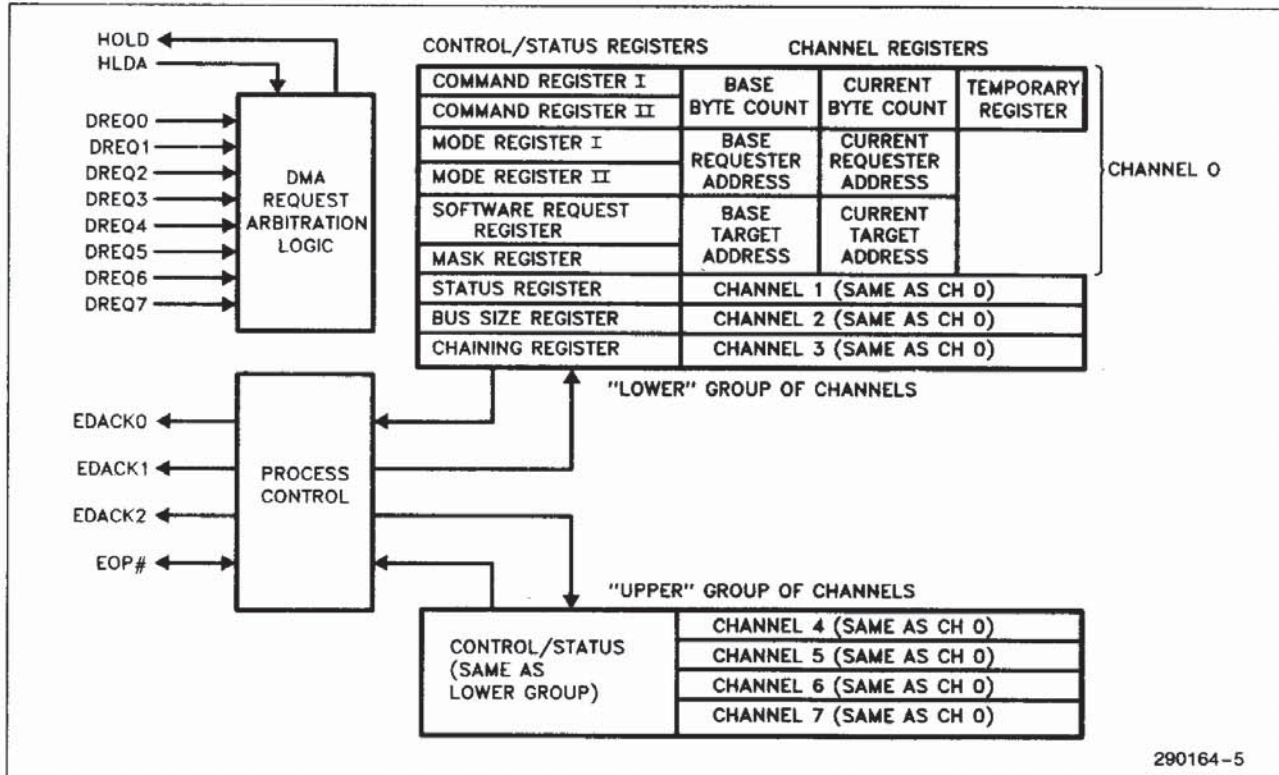 HOLD
HLDA
DREQ0
DREQ1
DREQ2
DREQ3
DREQ4
DREQ5
DREQ6
DREQ7
DMA
REQUEST
ARBITRATION
LOGIC
CONTROL/STATUS REGISTERS
CHANNEL REGISTERS
COMMAND REGISTER I
COMMAND REGISTER II
MODE REGISTER I
MODE REGISTER II
SOFTWARE REQUEST
REGISTER
MASK REGISTER
STATUS REGISTER
BUS SIZE REGISTER
CHAINING REGISTER
BASE
BYTE COUNT
CURRENT
BYTE COUNT
TEMPORARY
REGISTER
BASE
REQUESTER
ADDRESS
CURRENT
REQUESTER
ADDRESS
BASE
TARGET
ADDRESS
CURRENT
TARGET
ADDRESS
CHANNEL 0
CHANNEL 1 (SAME AS CH 0)
CHANNEL 2 (SAME AS CH 0)
CHANNEL 3 (SAME AS CH 0)
"LOWER" GROUP OF CHANNELS
EDACK0
EDACK1
EDACK2
EOP#
PROCESS
CONTROL
"UPPER" GROUP OF CHANNELS
CONTROL/STATUS
(SAME AS
LOWER GROUP)
CHANNEL 4 (SAME AS CH 0)
CHANNEL 5 (SAME AS CH 0)
CHANNEL 6 (SAME AS CH 0)
CHANNEL 7 (SAME AS CH 0)
290164-5